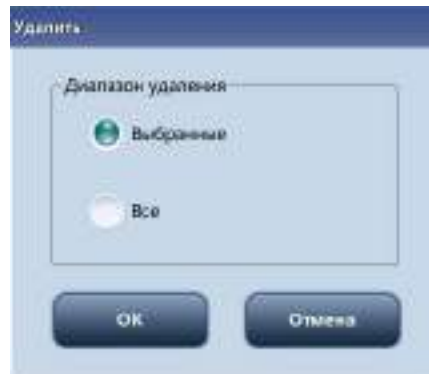 Удалить
Диапазон удаления
Выбранные
Все
ОК
Отмена